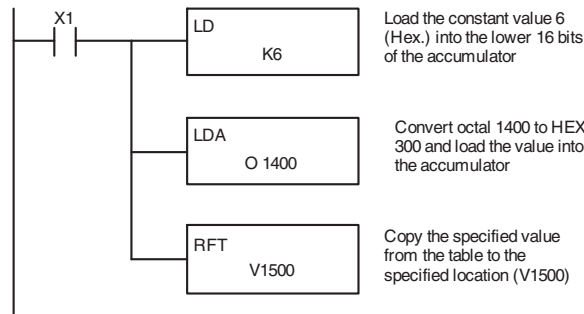 X1
LD
K6
Load the constant value 6
(Hex.) into the lower 16 bits
of the accumulator
LDA
O 1400
Convert octal 1400 to HEX
300 and load the value into
the accumulator
RFT
V1500
Copy the specified value
from the table to the
specified location (V1500)